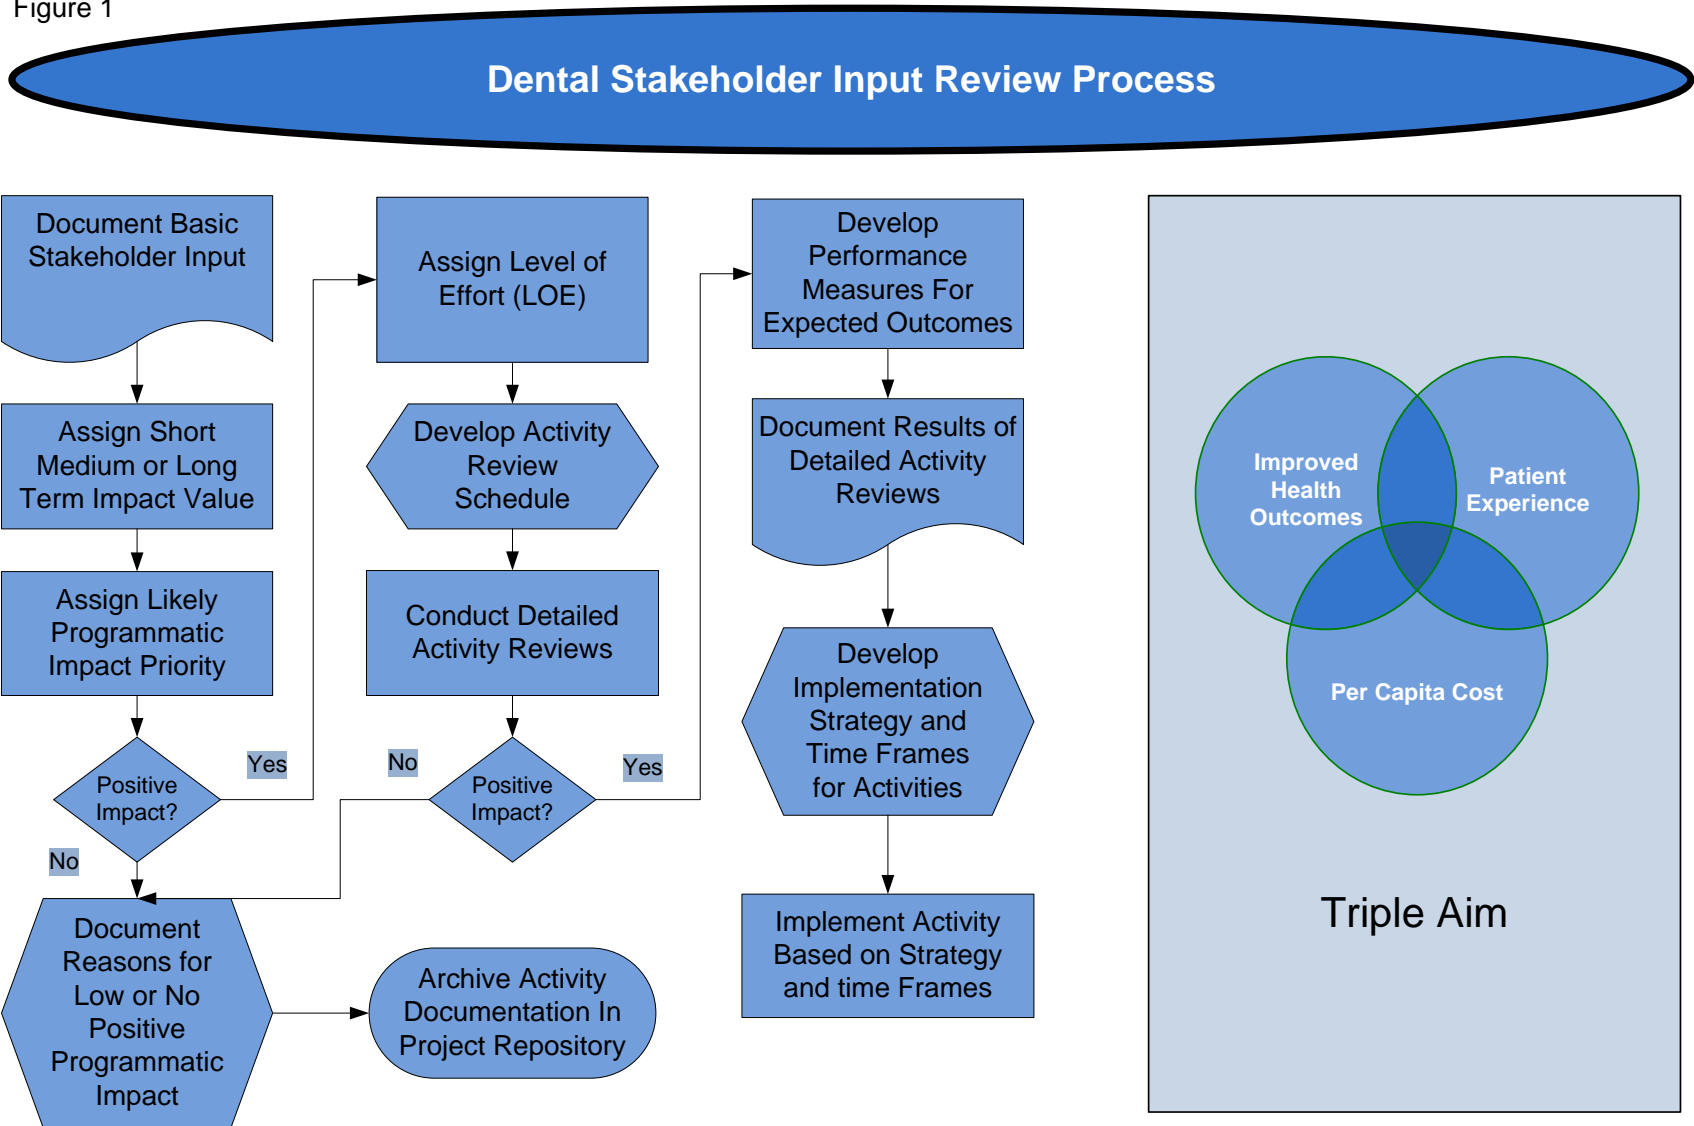 Figure 1
Dental Stakeholder Input Review Process
Document Basic
Stakeholder Input
Assign Short
Medium or Long
Term Impact Value
Assign Likely
Programmatic
Impact Priority
Positive
Impact?
Yes
No
Document
Reasons for
Low or No
Positive
Programmatic
Impact
Archive Activity
Documentation In
Project Repository
Assign Level of
Effort (LOE)
Develop Activity
Review
Schedule
Conduct Detailed
Activity Reviews
Positive
Impact?
No
Yes
Develop
Performance
Measures For
Expected Outcomes
Document Results of
Detailed Activity
Reviews
Develop
Implementation
Strategy and
Time Frames
for Activities
Implement Activity
Based on Strategy
and time Frames
Improved
Health
Outcomes
Patient
Experience
Per Capita Cost
Triple Aim